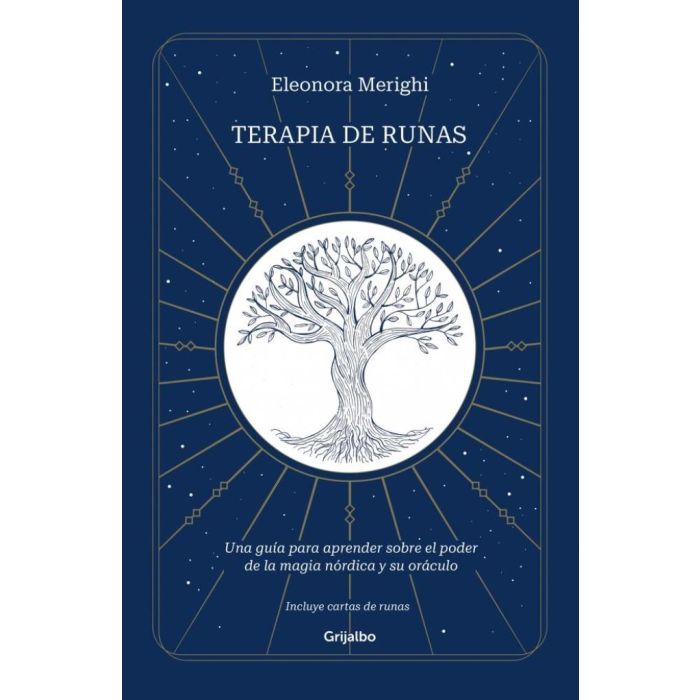 Eleonora Merighi
TERAPIA DE RUNAS
Una guía para aprender sobre el poder
de la magia nórdica y su oráculo
Incluye cartas de runas
Grijalbo